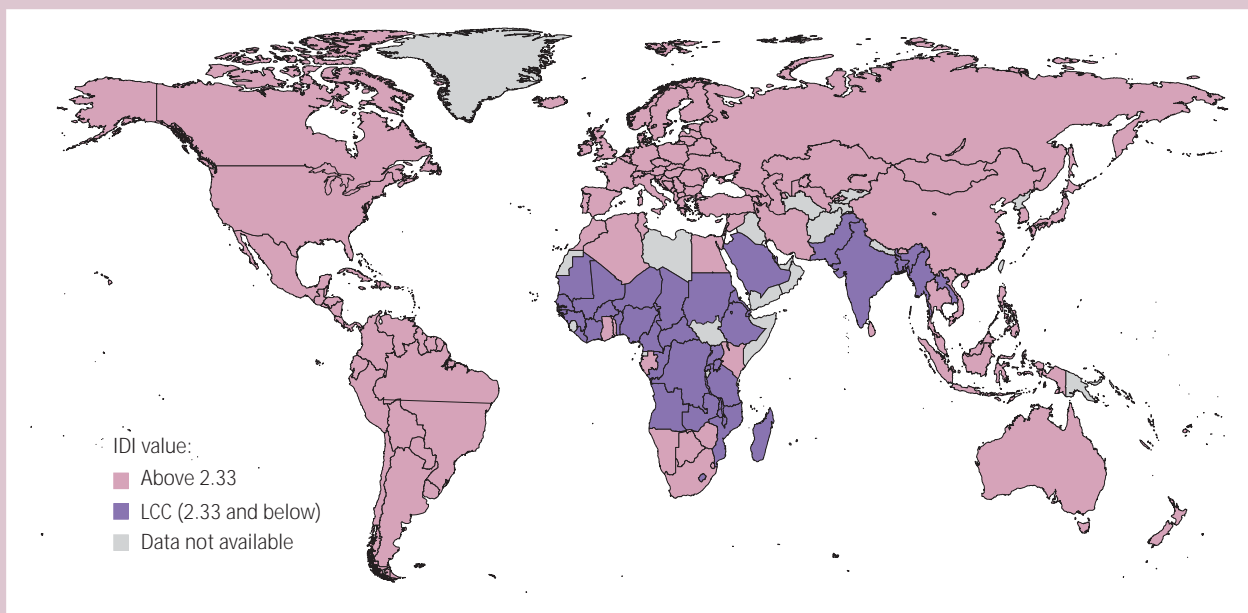 IDI value:
Above 2.33
LCC (2.33 and below)
Data not available